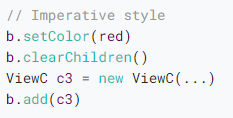 // Imperative style
b.setColor(red)
b.clearChildren()
ViewC c3 = new ViewC(...)
b.add(c3)